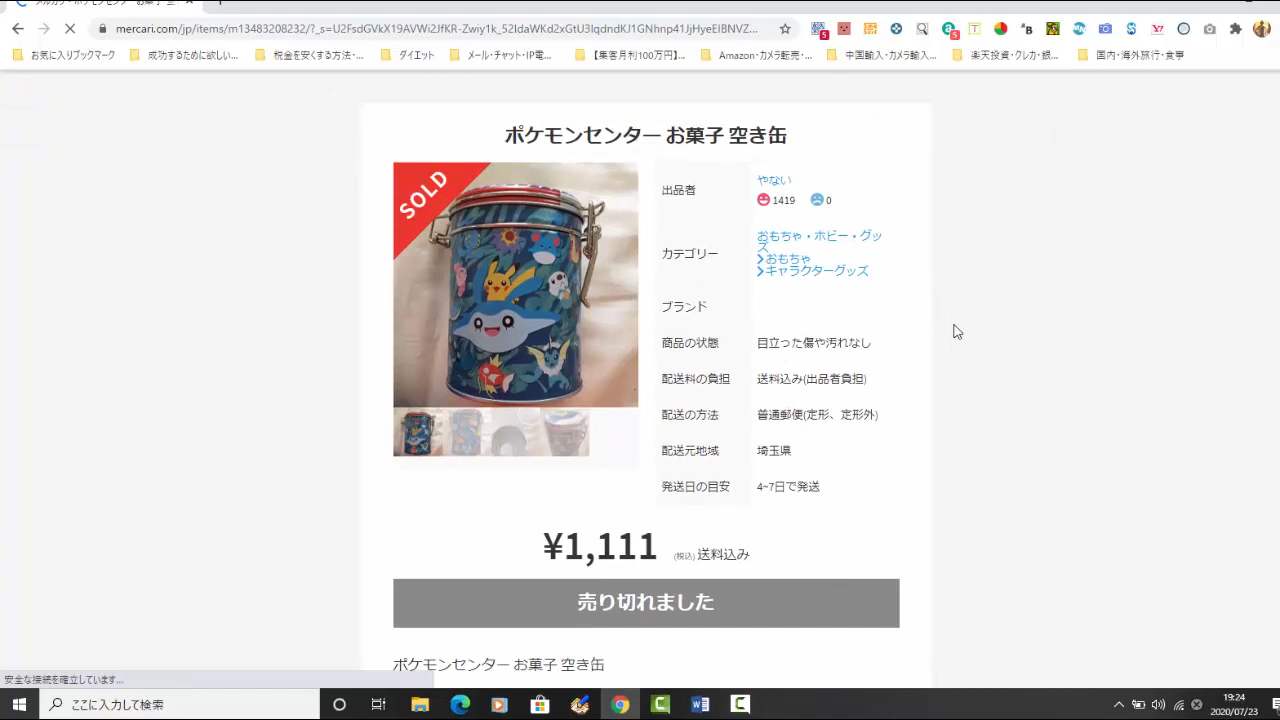 mercari.com/jp/items/m13483208232/?_s=U2FsdGVkX19AVWi2JfKR-Zwiy1k_52IdaWKd2xGtU3IqdndKJ1GNhnp41JjHyeEIBNVZ...
お気に入りブックマーク 成功するために欲しい... 税金を安くする方法・... ダイエット メール・チャット・IP電... 【集客月利100万円】... Amazon・カメラ転売・... 中国輸入・カメラ輸入... 楽天投資・クレカ・銀... 国内・海外旅行・食事
ポケモンセンター お菓子 空き缶
SOLD
出品者
やない
1419 0
カテゴリー
おもちゃ・ホビー・グッ
ズ
おもちゃ
キャラクターグッズ
ブランド
商品の状態 目立った傷や汚れなし
配送料の負担 送料込み(出品者負担)
配送の方法 普通郵便(定形、定形外)
配送元地域 埼玉県
発送日の目安 4~7日で発送
¥1,111 (税込) 送料込み
売り切れました
ポケモンセンター お菓子 空き缶
安全な接続を確立しています...
ここに入力して検索
19:24
2020/07/23